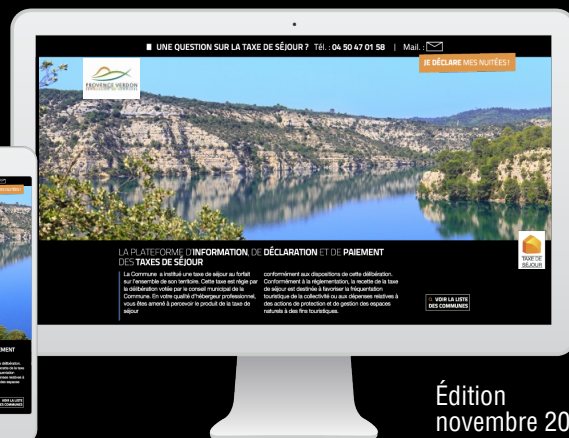 UNE QUESTION SUR LA TAXE DE SÉJOUR ? Tél. : 04 50 47 01 58 | Mail. :
JE DÉCLARE MES NUITÉES !
PROVENCE VERDON
LA PLATEFORME D'INFORMATION, DE DÉCLARATION ET DE PAIEMENT
DES TAXES DE SÉJOUR
La Commune a institué une taxe de séjour au forfait
sur l'ensemble de son territoire. Cette taxe est régie par
la délibération votée par le conseil municipal de la
Commune. En votre qualité d'hébergeur professionnel,
vous êtes amené à percevoir le produit de la taxe de
séjour
conformément aux dispositions de cette délibération.
Conformément à la réglementation, la recette de la taxe
de séjour est destinée à favoriser la fréquentation
touristique de la collectivité ou aux dépenses relatives à
des actions de protection et de gestion des espaces
naturels à des fins touristiques.
TAXE DE
SÉJOUR
VOIR LA LISTE
DES COMMUNES
VOIR LA LISTE
DES COMMUNES
Édition
novembre 20